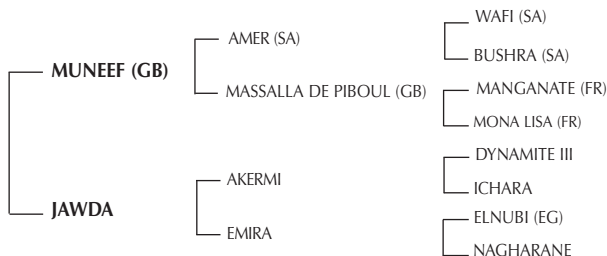 WAFI (SA)
AMER (SA)
BUSHRA (SA)
MUNEEF (GB)
MANGANATE (FR)
MASSALLA DE PIBOUL (GB)
MONA LISA (FR)
DYNAMITE III
AKERMI
ICHARA
JAWDA
ELNUBI (EG)
EMIRA
NAGHARANE